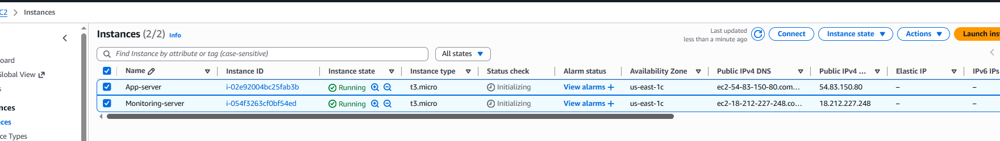 C2 > Instances
Instances (2/2) Info
Last updated
less than a minute ago
Connect
Instance state
Actions
Launch ins
Find Instance by attribute or tag (case-sensitive)
All states
oard
Global View
s
nces
nces
ce Types
Name Instance ID Instance state Instance type Status check Alarm status Availability Zone Public IPv4 DNS Public IPv4 ... Elastic IP IPv6 IPs
App-server i-02e92004bc25fab3b Running t3.micro Initializing View alarms + us-east-1c ec2-54-83-150-80.com... 54.83.150.80 – –
Monitoring-server i-054f3263cf0bf54ed Running t3.micro Initializing View alarms + us-east-1c ec2-18-212-227-248.co... 18.212.227.248 – –